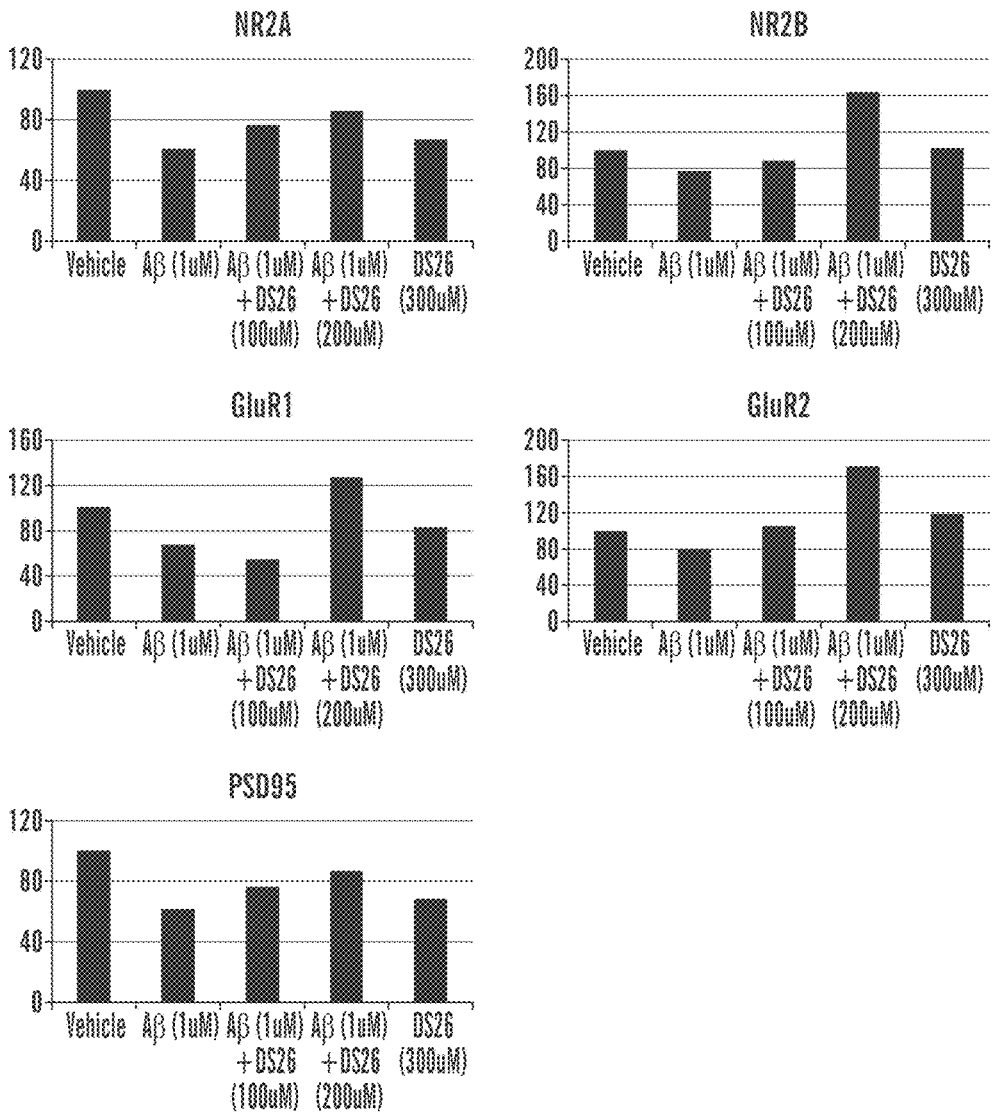 NR2A
120
80
40
0
Vehicle Aβ (1uM) Aβ (1uM) Aβ (1uM) DS26
+DS26 +DS26 (300uM)
(100uM) (200uM)
NR2B
200
160
120
80
40
0
Vehicle Aβ (1uM) Aβ (1uM) Aβ (1uM) DS26
+DS26 +DS26 (300uM)
(100uM) (200uM)
GluR1
160
120
80
40
0
Vehicle Aβ (1uM) Aβ (1uM) Aβ (1uM) DS26
+DS26 +DS26 (300uM)
(100uM) (200uM)
GluR2
200
160
120
80
40
0
Vehicle Aβ (1uM) Aβ (1uM) Aβ (1uM) DS26
+DS26 +DS26 (300uM)
(100uM) (200uM)
PSD95
120
80
40
0
Vehicle Aβ (1uM) Aβ (1uM) Aβ (1uM) DS26
+DS26 +DS26 (300uM)
(100uM) (200uM)